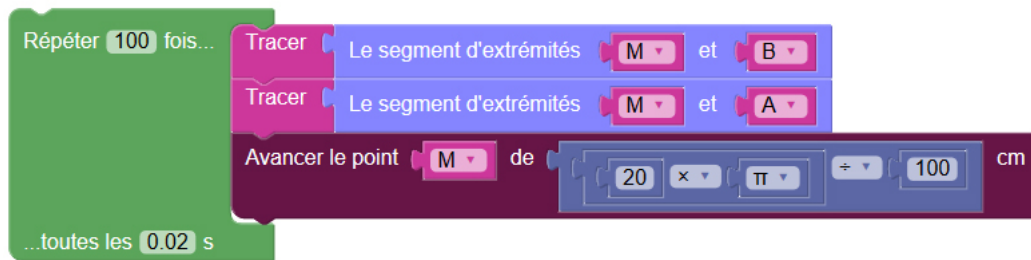 Répéter 100 fois...
Tracer Le segment d'extrémités M et B
Tracer Le segment d'extrémités M et A
Avancer le point M de 20 × π ÷ 100 cm
...toutes les 0.02 s